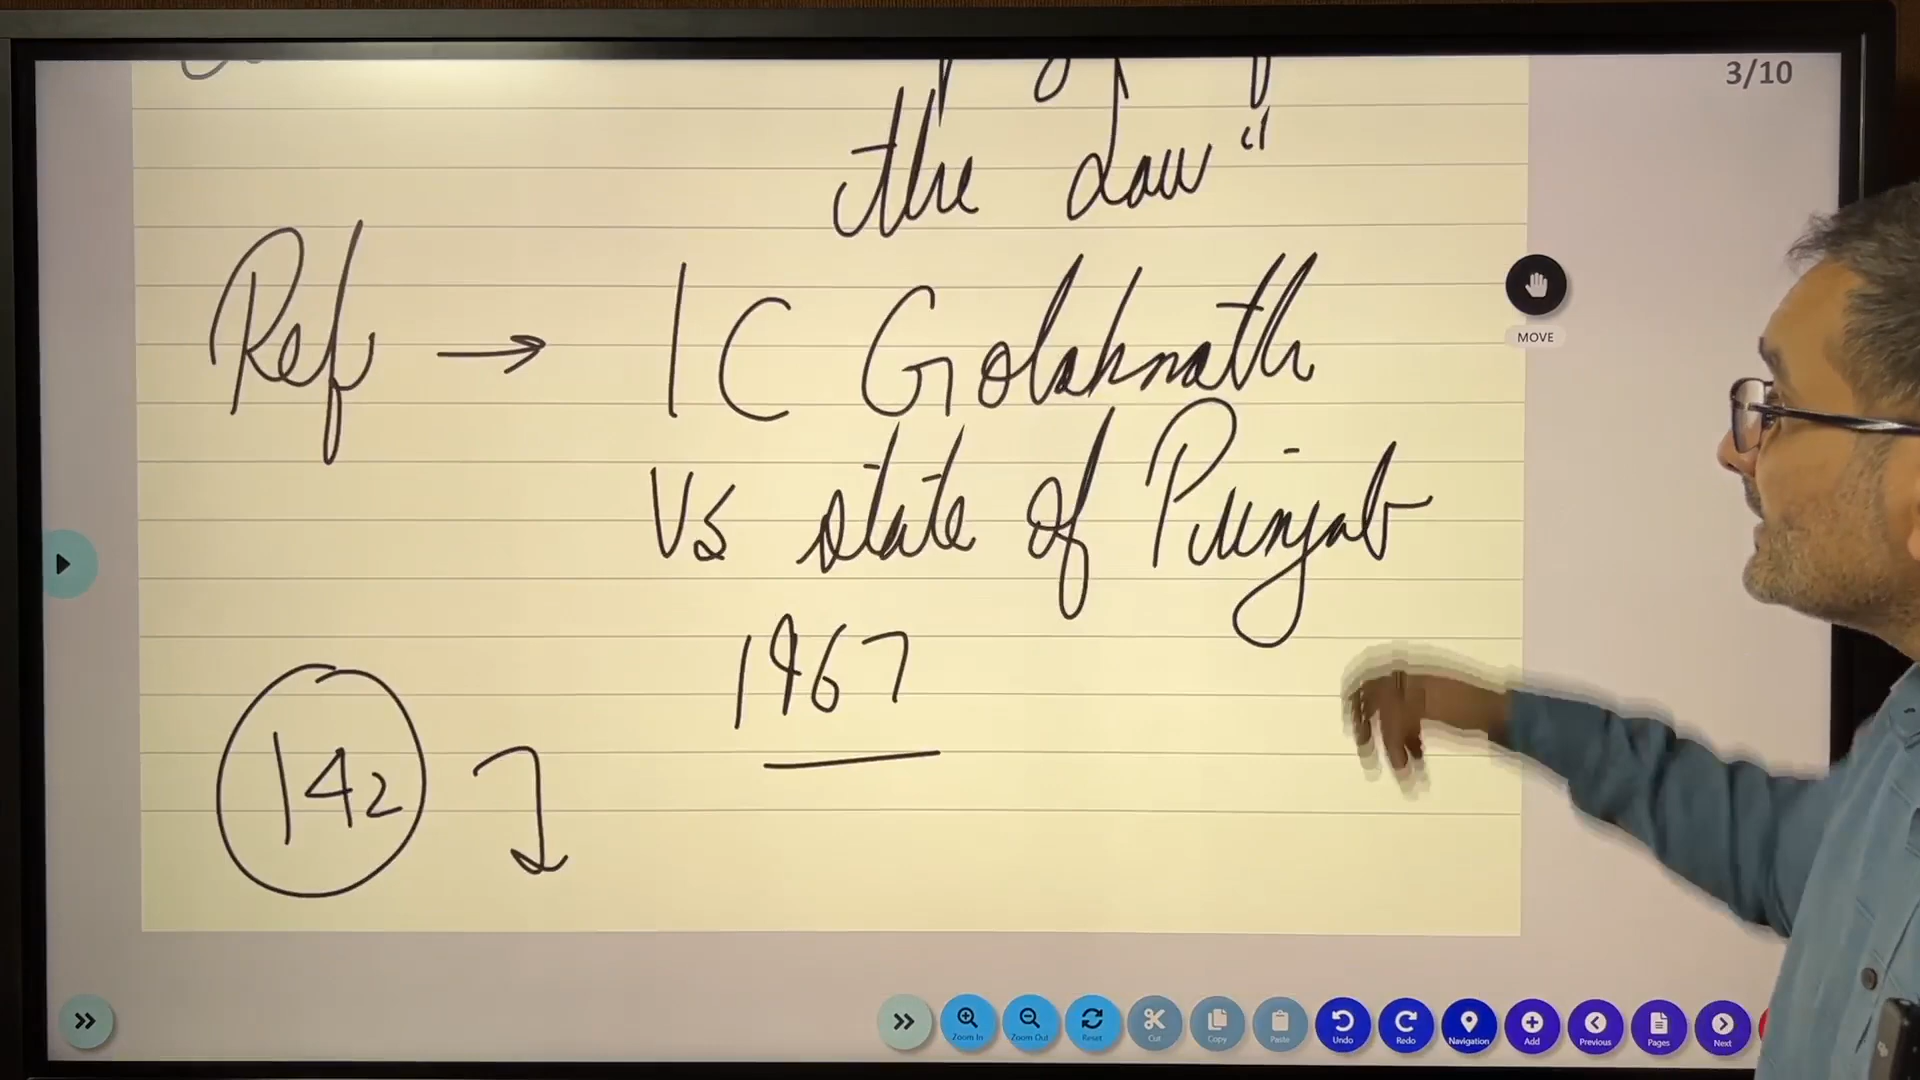 3/10
the Law"
Ref → IC Golaknath
Vs state of Punjab
1967
142
MOVE
Zoom In Zoom Out Reset Cut Copy Paste Undo Redo Navigation Add Previous Pages Next